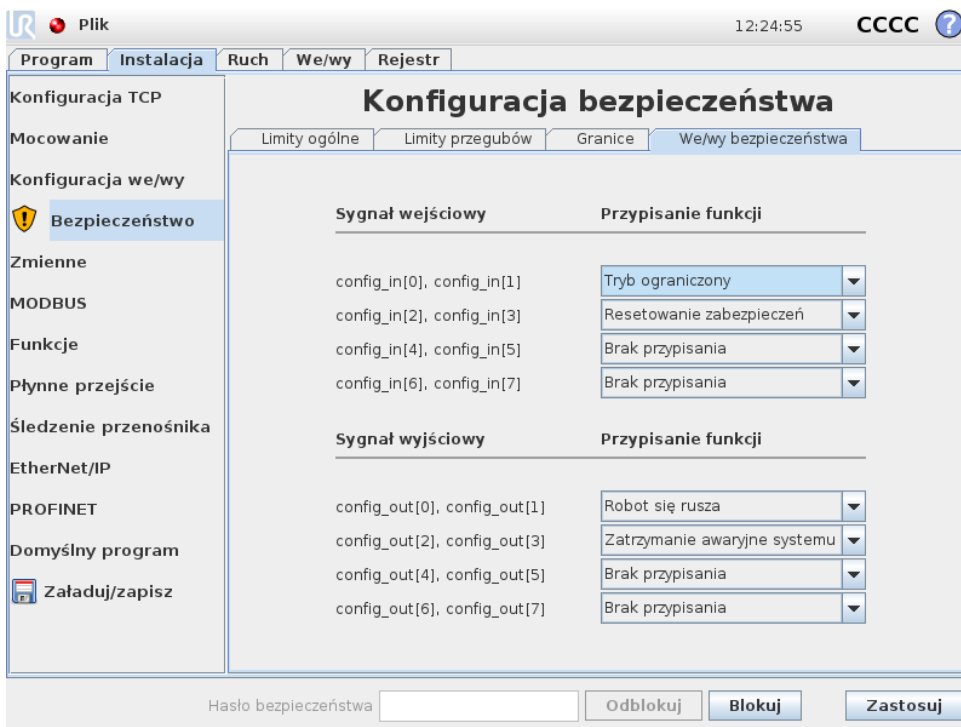 UR Plik 12:24:55 CCCC ?
Program Instalacja Ruch We/wy Rejestr
Konfiguracja TCP
Mocowanie
Konfiguracja we/wy
Bezpieczeństwo
Zmienne
MODBUS
Funkcje
Płynne przejście
Śledzenie przenośnika
EtherNet/IP
PROFINET
Domyślny program
Załaduj/zapisz
Konfiguracja bezpieczeństwa
Limity ogólne Limity przegubów Granice We/wy bezpieczeństwa
Sygnał wejściowy Przypisanie funkcji
config_in[0], config_in[1] Tryb ograniczony
config_in[2], config_in[3] Resetowanie zabezpieczeń
config_in[4], config_in[5] Brak przypisania
config_in[6], config_in[7] Brak przypisania
Sygnał wyjściowy Przypisanie funkcji
config_out[0], config_out[1] Robot się rusza
config_out[2], config_out[3] Zatrzymanie awaryjne systemu
config_out[4], config_out[5] Brak przypisania
config_out[6], config_out[7] Brak przypisania
Hasło bezpieczeństwa Odblokuj Blokuj Zastosuj